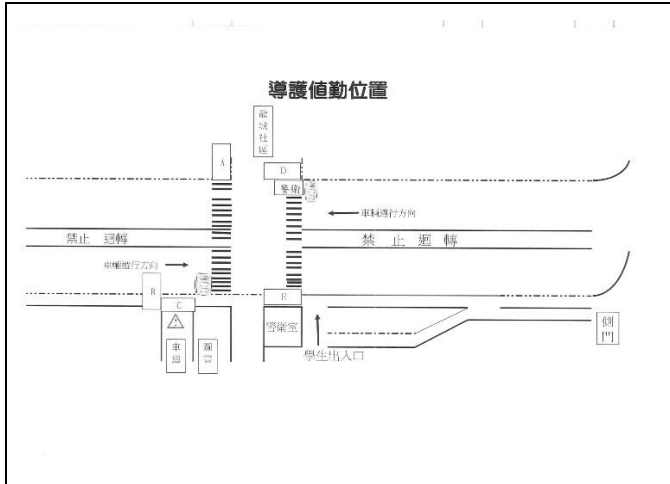 導護值勤位置
龍城社區
A
D
警衛
車輛遵行方向
禁止 迴轉
禁 止 迴 轉
車輛遵行方向
B
C
E
車道
警衛室
學生出入口
側門